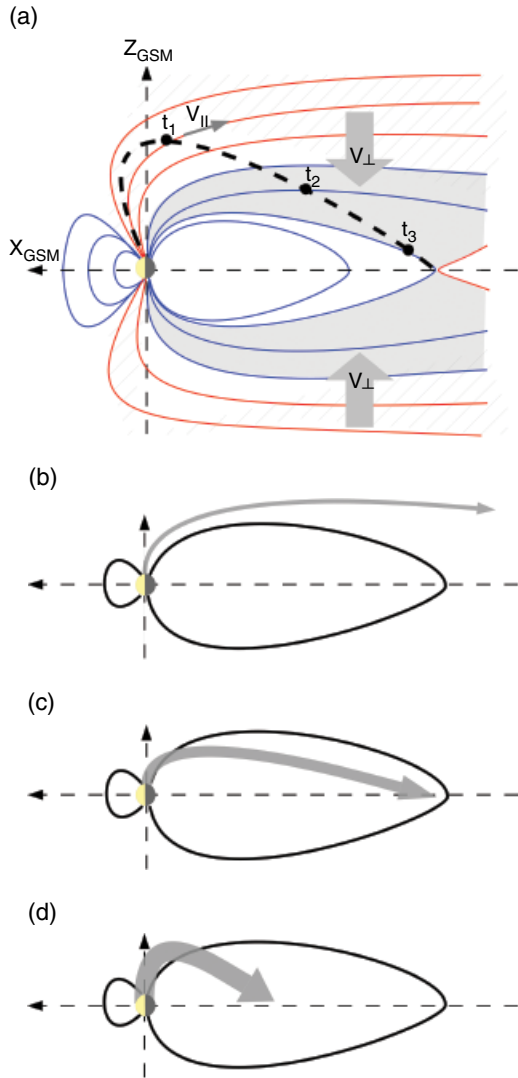 (a)
Z_GSM
t_1
V_||
V_⊥
t_2
t_3
X_GSM
V_⊥
(b)
(c)
(d)